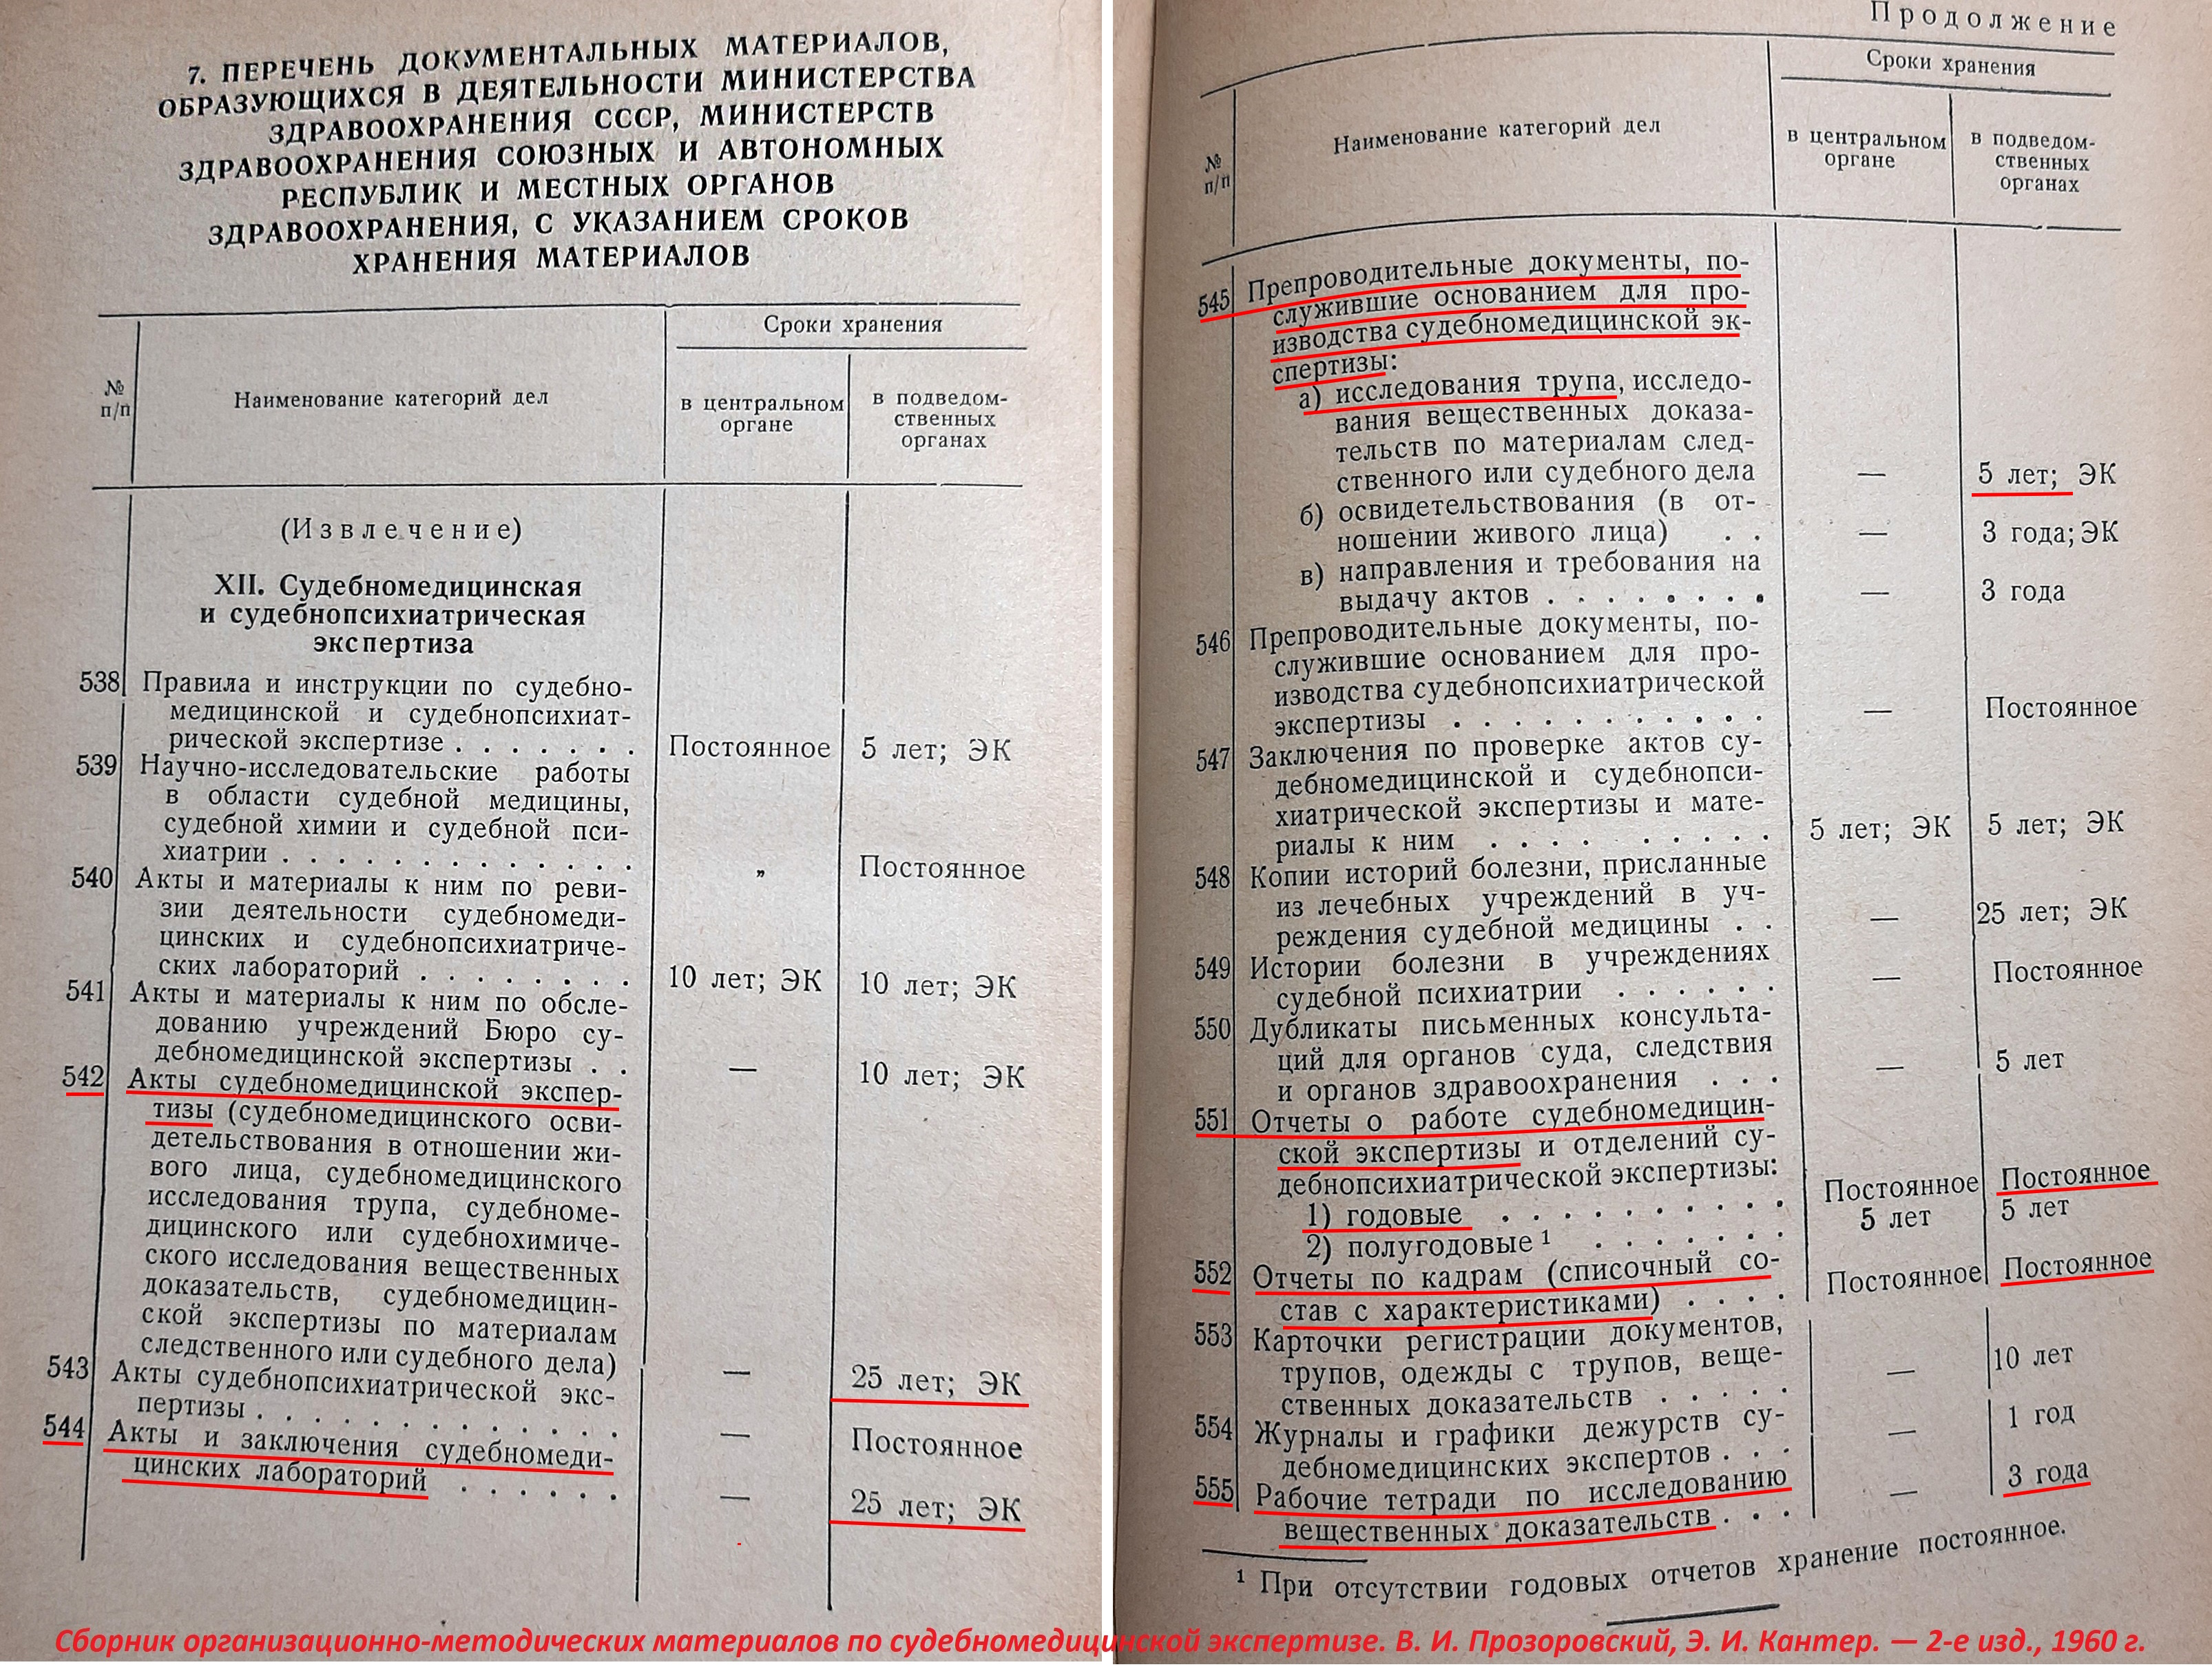 7. ПЕРЕЧЕНЬ ДОКУМЕНТАЛЬНЫХ МАТЕРИАЛОВ,
ОБРАЗУЮЩИХСЯ В ДЕЯТЕЛЬНОСТИ МИНИСТЕРСТВА
ЗДРАВООХРАНЕНИЯ СССР, МИНИСТЕРСТВ
ЗДРАВООХРАНЕНИЯ СОЮЗНЫХ И АВТОНОМНЫХ
РЕСПУБЛИК И МЕСТНЫХ ОРГАНОВ
ЗДРАВООХРАНЕНИЯ, С УКАЗАНИЕМ СРОКОВ
ХРАНЕНИЯ МАТЕРИАЛОВ
№ п/п
Наименование категорий дел
Сроки хранения
в центральном
органе
в подведом-
ственных
органах
(Извлечение)
XII. Судебномедицинская
и судебнопсихиатрическая
экспертиза
538 Правила и инструкции по судебно-
медицинской и судебнопсихиат-
рической экспертизе . . . . . . . Постоянное 5 лет; ЭК
539 Научно-исследовательские работы
в области судебной медицины,
судебной химии и судебной пси-
хиатрии . . . . . . . . . . . . . „ Постоянное
540 Акты и материалы к ним по реви-
зии деятельности судебномеди-
цинских и судебнопсихиатриче-
ских лабораторий . . . . . . . 10 лет; ЭК 10 лет; ЭК
541 Акты и материалы к ним по обсле-
дованию учреждений Бюро су-
дебномедицинской экспертизы . . — 10 лет; ЭК
542 Акты судебномедицинской экспер-
тизы (судебномедицинского осви-
детельствования в отношении жи-
вого лица, судебномедицинского
исследования трупа, судебноме-
дицинского или судебнохимиче-
ского исследования вещественных
доказательств, судебномедицин-
ской экспертизы по материалам
следственного или судебного дела) — 25 лет; ЭК
543 Акты судебнопсихиатрической экс-
пертизы . . . . . . . . . . . . . — Постоянное
544 Акты и заключения судебномеди-
цинских лабораторий . . . . . . — 25 лет; ЭК
Продолжение
№ п/п
Наименование категорий дел
Сроки хранения
в центральном
органе
в подведом-
ственных
органах
545 Препроводительные документы, по-
служившие основанием для про-
изводства судебномедицинской эк-
спертизы:
а) исследования трупа, исследо-
вания вещественных доказа-
тельств по материалам след-
ственного или судебного дела — 5 лет; ЭК
б) освидетельствования (в от-
ношении живого лица) . . — 3 года; ЭК
в) направления и требования на
выдачу актов . . . . . . . . — 3 года
546 Препроводительные документы, по-
служившие основанием для про-
изводства судебнопсихиатрической
экспертизы . . . . . . . . . . . — Постоянное
547 Заключения по проверке актов су-
дебномедицинской и судебнопси-
хиатрической экспертизы и мате-
риалы к ним . . . . . . . . . 5 лет; ЭК 5 лет; ЭК
548 Копии историй болезни, присланные
из лечебных учреждений в уч-
реждения судебной медицины . . — 25 лет; ЭК
549 Истории болезни в учреждениях
судебной психиатрии . . . . . . — Постоянное
550 Дубликаты письменных консульта-
ций для органов суда, следствия
и органов здравоохранения . . . — 5 лет
551 Отчеты о работе судебномедицин-
ской экспертизы и отделений су-
дебнопсихиатрической экспертизы:
1) годовые . . . . . . . . . . Постоянное Постоянное
2) полугодовые ¹ . . . . . . . 5 лет 5 лет
552 Отчеты по кадрам (списочный со-
став с характеристиками) . . . . Постоянное Постоянное
553 Карточки регистрации документов,
трупов, одежды с трупов, веще-
ственных доказательств . . . . . — 10 лет
554 Журналы и графики дежурств су-
дебномедицинских экспертов . . . — 1 год
555 Рабочие тетради по исследованию
вещественных доказательств . . . — 3 года
¹ При отсутствии годовых отчетов хранение постоянное.
Сборник организационно-методических материалов по судебномедицинской экспертизе. В. И. Прозоровский, Э. И. Кантер. — 2-е изд., 1960 г.